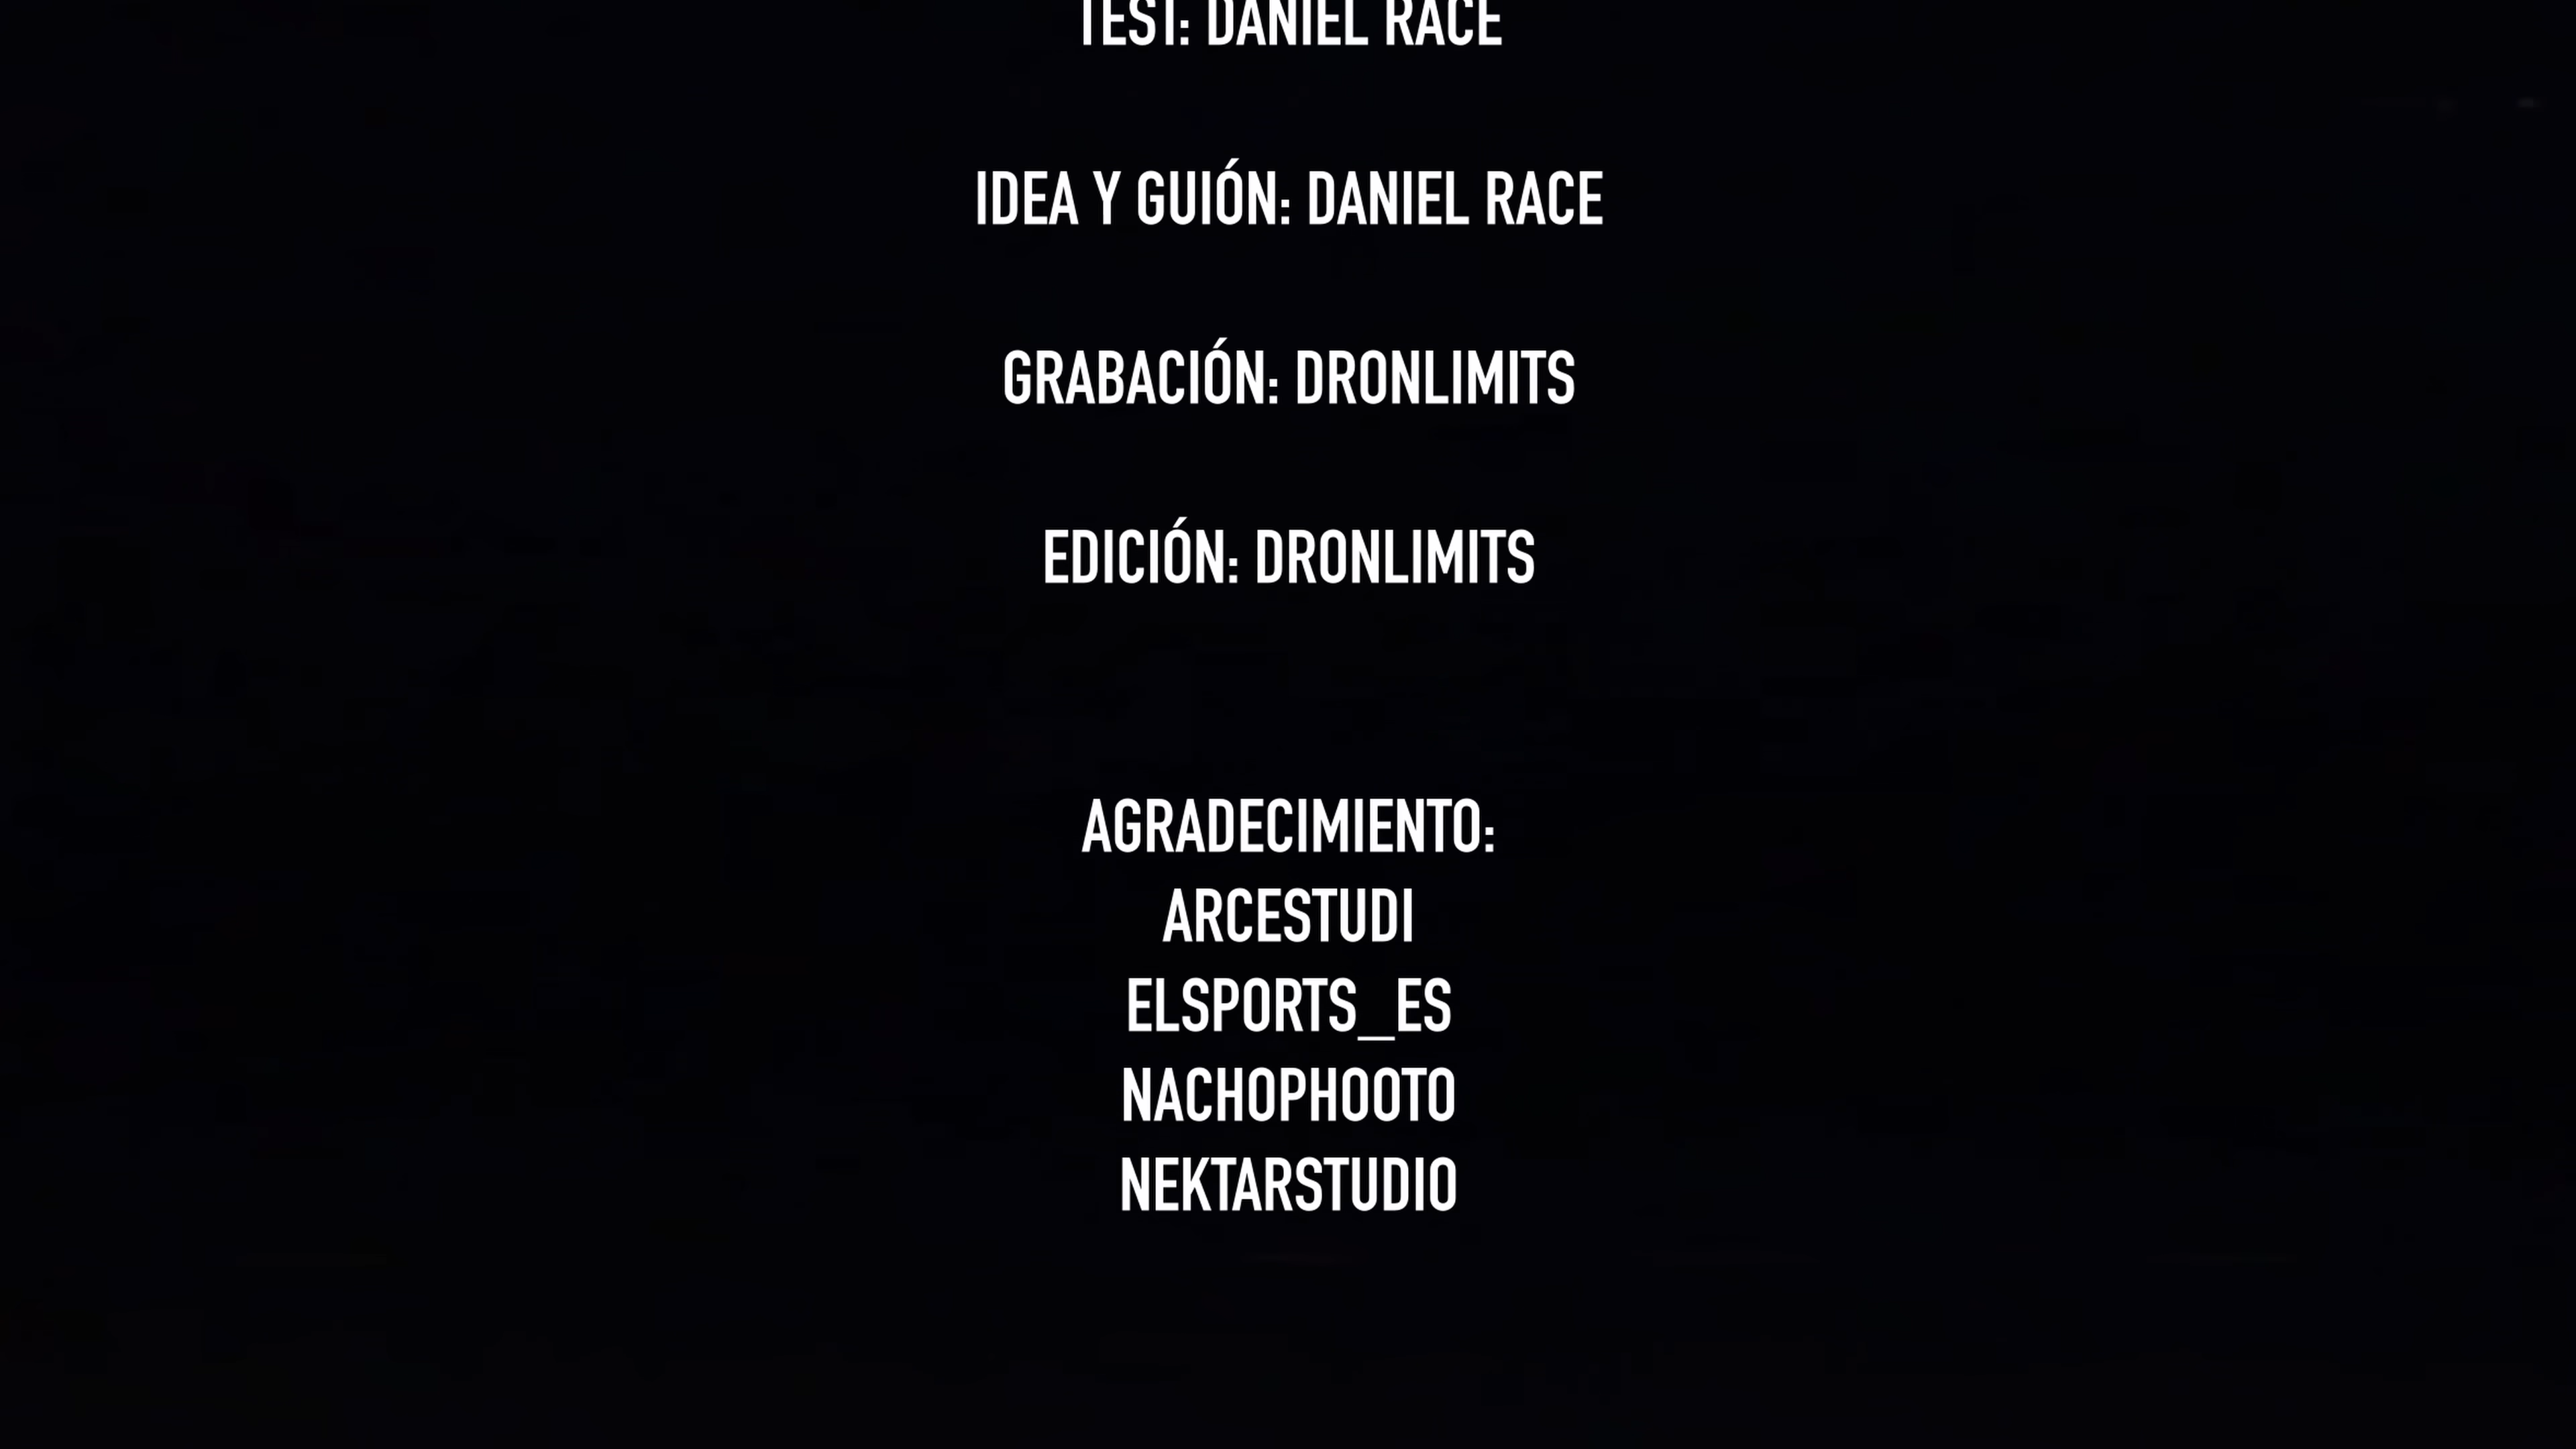 TEST: DANIEL RACE
IDEA Y GUIÓN: DANIEL RACE
GRABACIÓN: DRONLIMITS
EDICIÓN: DRONLIMITS
AGRADECIMIENTO:
ARCESTUDI
ELSPORTS_ES
NACHOPHOOTO
NEKTARSTUDIO